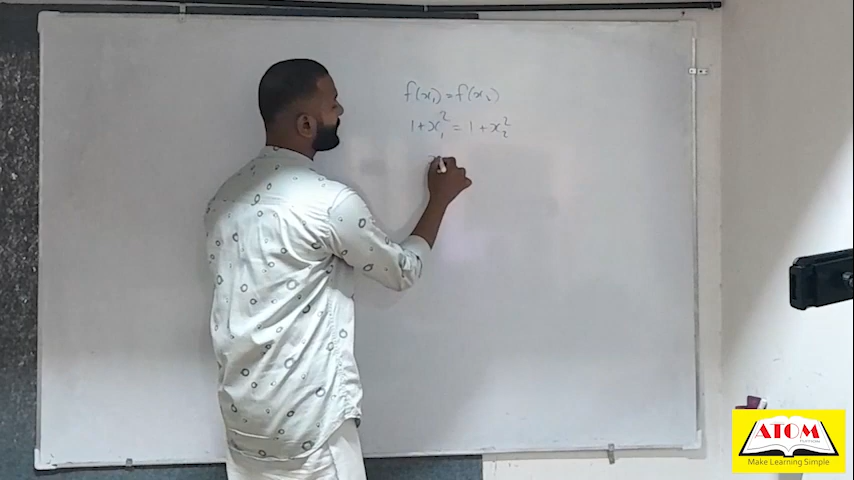 f(x₁) = f(x₂)
1 + x₁² = 1 + x₂²
ATOM
Make Learning Simple